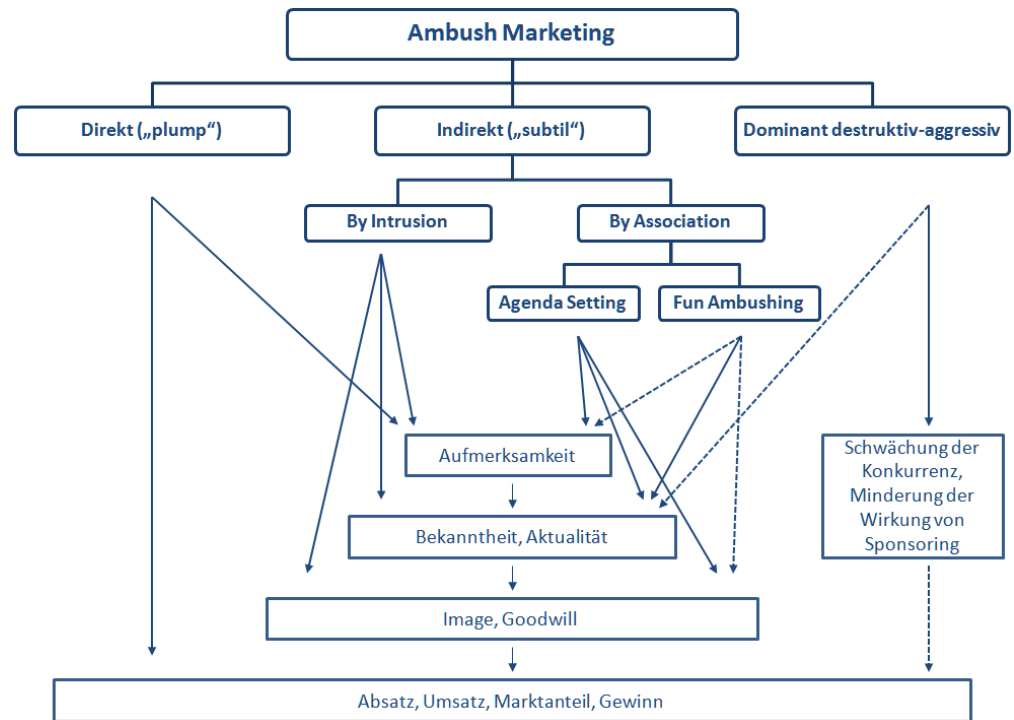 Ambush Marketing
Direkt („plump“)
Indirekt („subtil“)
Dominant destruktiv-aggressiv
By Intrusion
By Association
Agenda Setting
Fun Ambushing
Aufmerksamkeit
Schwächung der
Konkurrenz,
Minderung der
Wirkung von
Sponsoring
Bekanntheit, Aktualität
Image, Goodwill
Absatz, Umsatz, Marktanteil, Gewinn